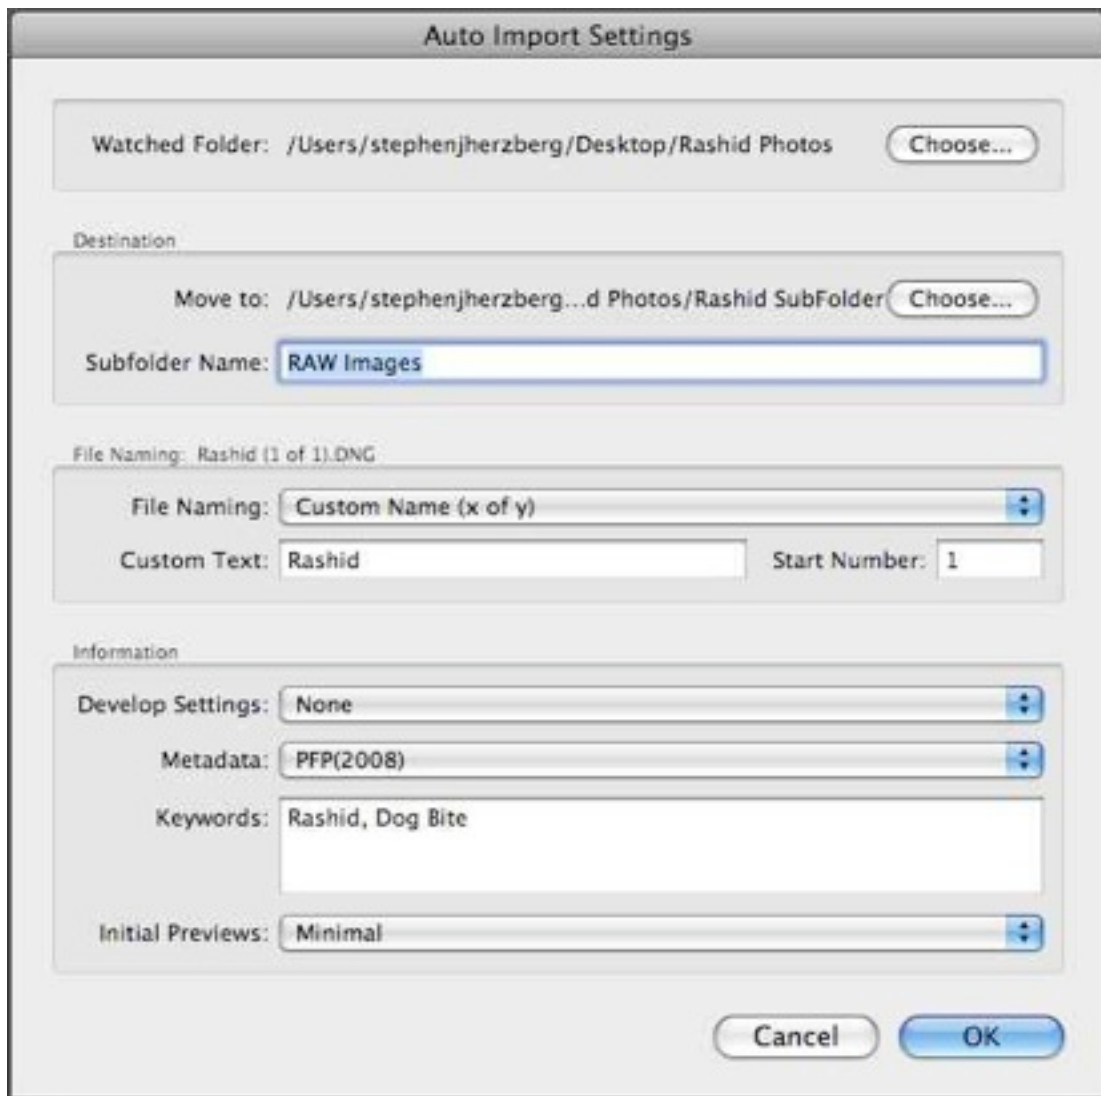 Auto Import Settings
Watched Folder: /Users/stephenjherzberg/Desktop/Rashid Photos Choose...
Destination
Move to: /Users/stephenjherzberg...d Photos/Rashid SubFolder Choose...
Subfolder Name: RAW Images
File Naming: Rashid (1 of 1).DNG
File Naming: Custom Name (x of y)
Custom Text: Rashid Start Number: 1
Information
Develop Settings: None
Metadata: PFP(2008)
Keywords: Rashid, Dog Bite
Initial Previews: Minimal
Cancel OK